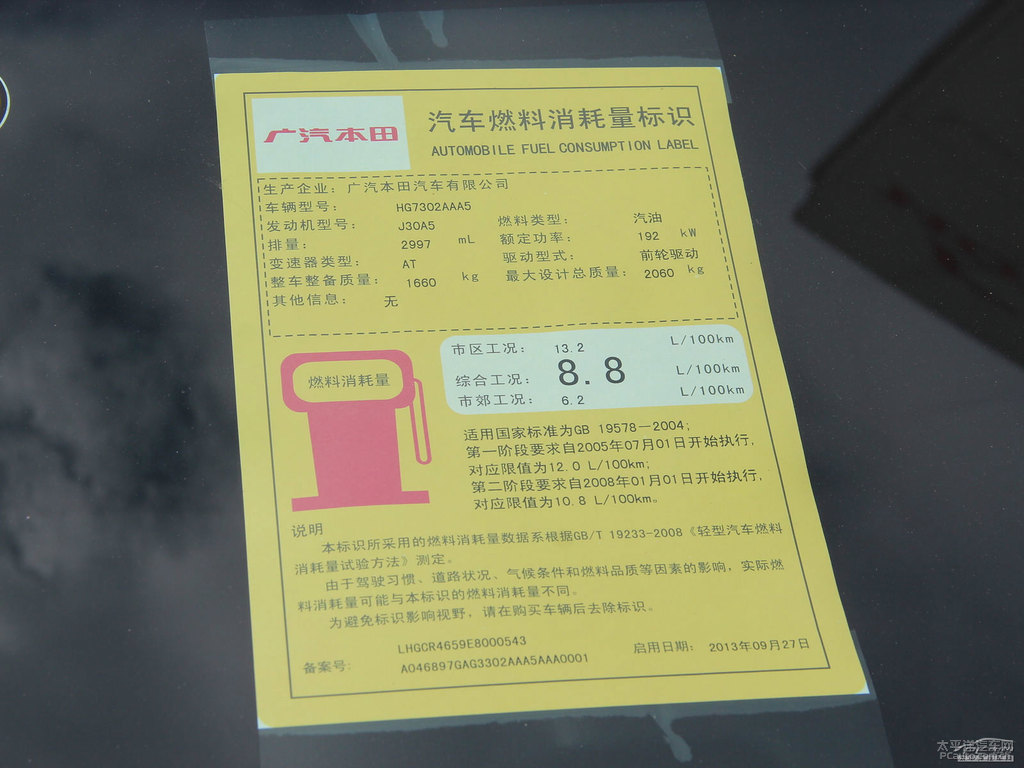 广汽本田
汽车燃料消耗量标识
AUTOMOBILE FUEL CONSUMPTION LABEL
生产企业：广汽本田汽车有限公司
车辆型号： HG7302AAA5
发动机型号： J30A5 燃料类型： 汽油
排量： 2997 mL 额定功率： 192 kW
变速器类型： AT 驱动型式： 前轮驱动
整车整备质量： 1660 kg 最大设计总质量： 2060 kg
其他信息： 无
燃料消耗量
市区工况： 13.2 L/100km
综合工况： 8.8 L/100km
市郊工况： 6.2 L/100km
适用国家标准为GB 19578-2004;
第一阶段要求自2005年07月01日开始执行,
对应限值为12.0 L/100km;
第二阶段要求自2008年01月01日开始执行,
对应限值为10.8 L/100km。
说明
本标识所采用的燃料消耗量数据系根据GB/T 19233-2008《轻型汽车燃料
消耗量试验方法》测定。
由于驾驶习惯、道路状况、气候条件和燃料品质等因素的影响，实际燃
料消耗量可能与本标识的燃料消耗量不同。
为避免标识影响视野，请在购买车辆后去除标识。
LHGCR4659E8000543
备案号： A046897GAG3302AAA5AAA0001 启用日期： 2013年09月27日
太平洋汽车网
PCauto.com.cn